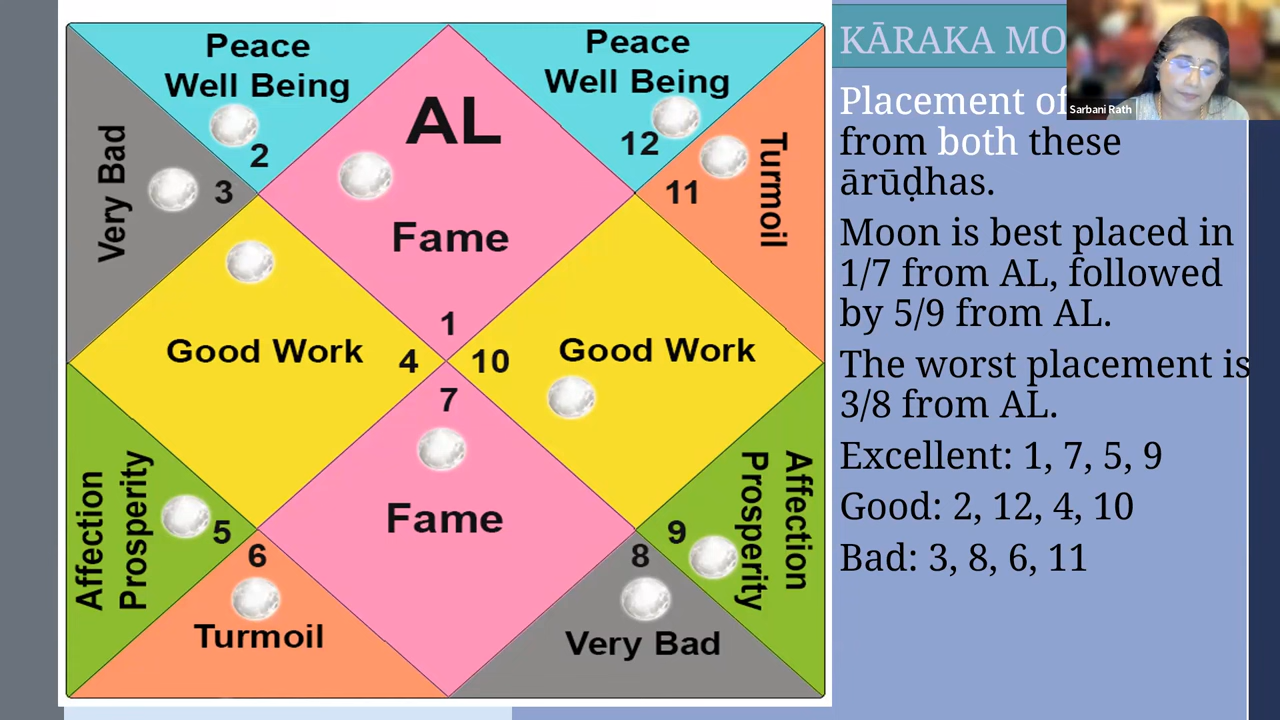 Peace
Well Being
2
Very Bad
3
AL
Fame
1
Peace
Well Being
12
11
Turmoil
Good Work
4
10
Good Work
7
Fame
Affection
Prosperity
5
6
Turmoil
8
Very Bad
9
Affection
Prosperity
KĀRAKA MO
Sarbani Rath
Placement of
from both these
ārūḍhas.
Moon is best placed in
1/7 from AL, followed
by 5/9 from AL.
The worst placement is
3/8 from AL.
Excellent: 1, 7, 5, 9
Good: 2, 12, 4, 10
Bad: 3, 8, 6, 11